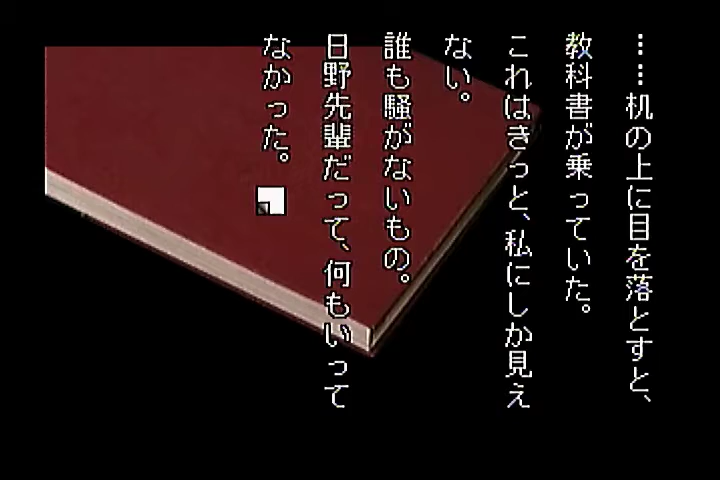 ……机の上に目を落とすと、
教科書が乗っていた。
これはきっと、私にしか見え
ない。
誰も騒がないもの。
日野先輩だって、何もいって
なかった。